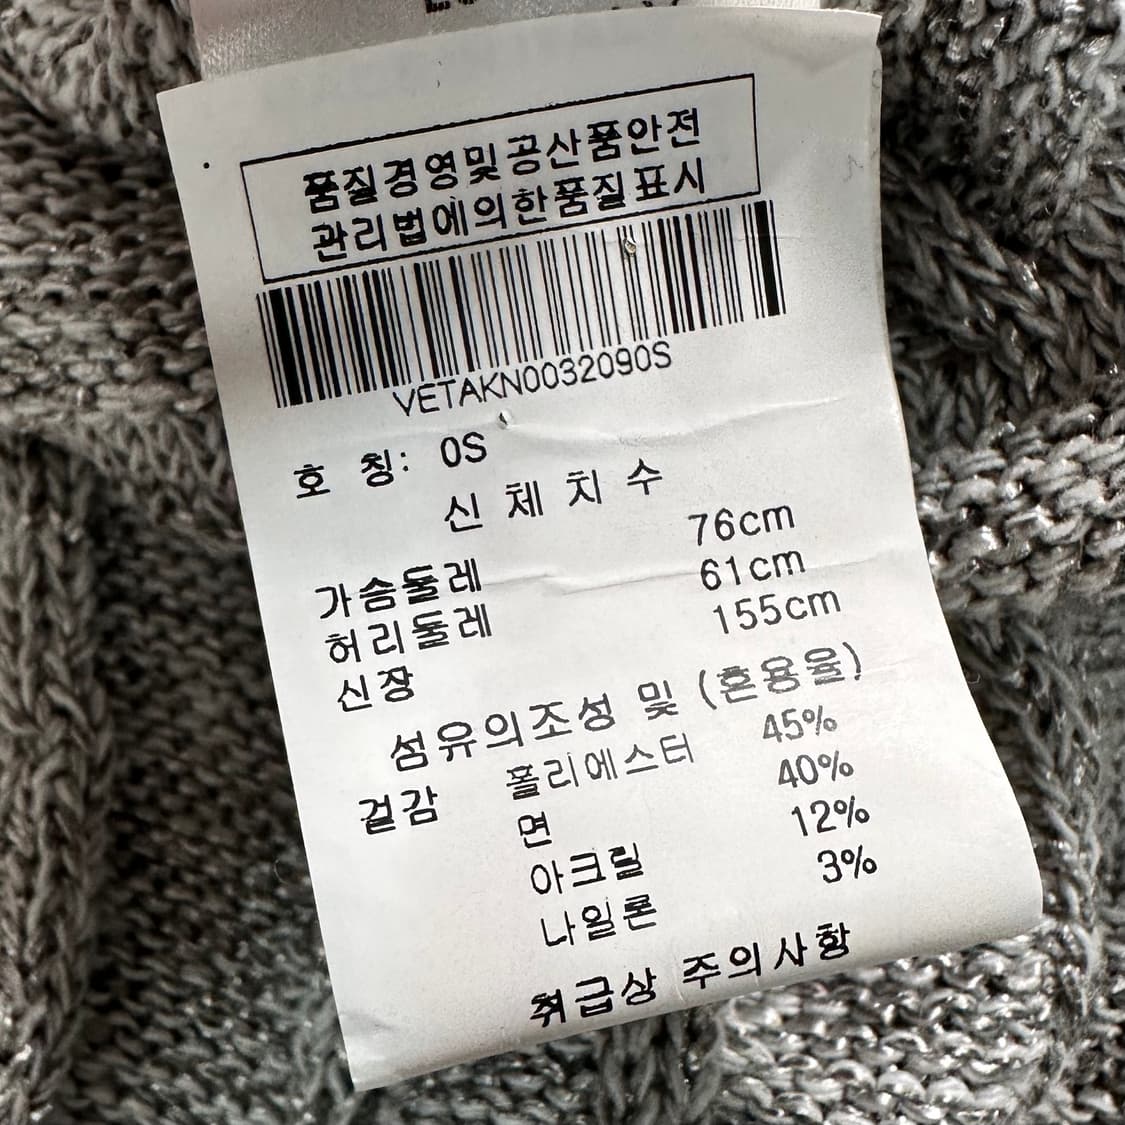 품질경영및공산품안전
관리법에의한품질표시
VETAKN0032090S
호 칭: 0S
신 체 치 수
가슴둘레 76cm
허리둘레 61cm
신장 155cm
섬유의조성 및 (혼용율)
겉감 폴리에스터 45%
면 40%
아크릴 12%
나일론 3%
취급상 주의사항